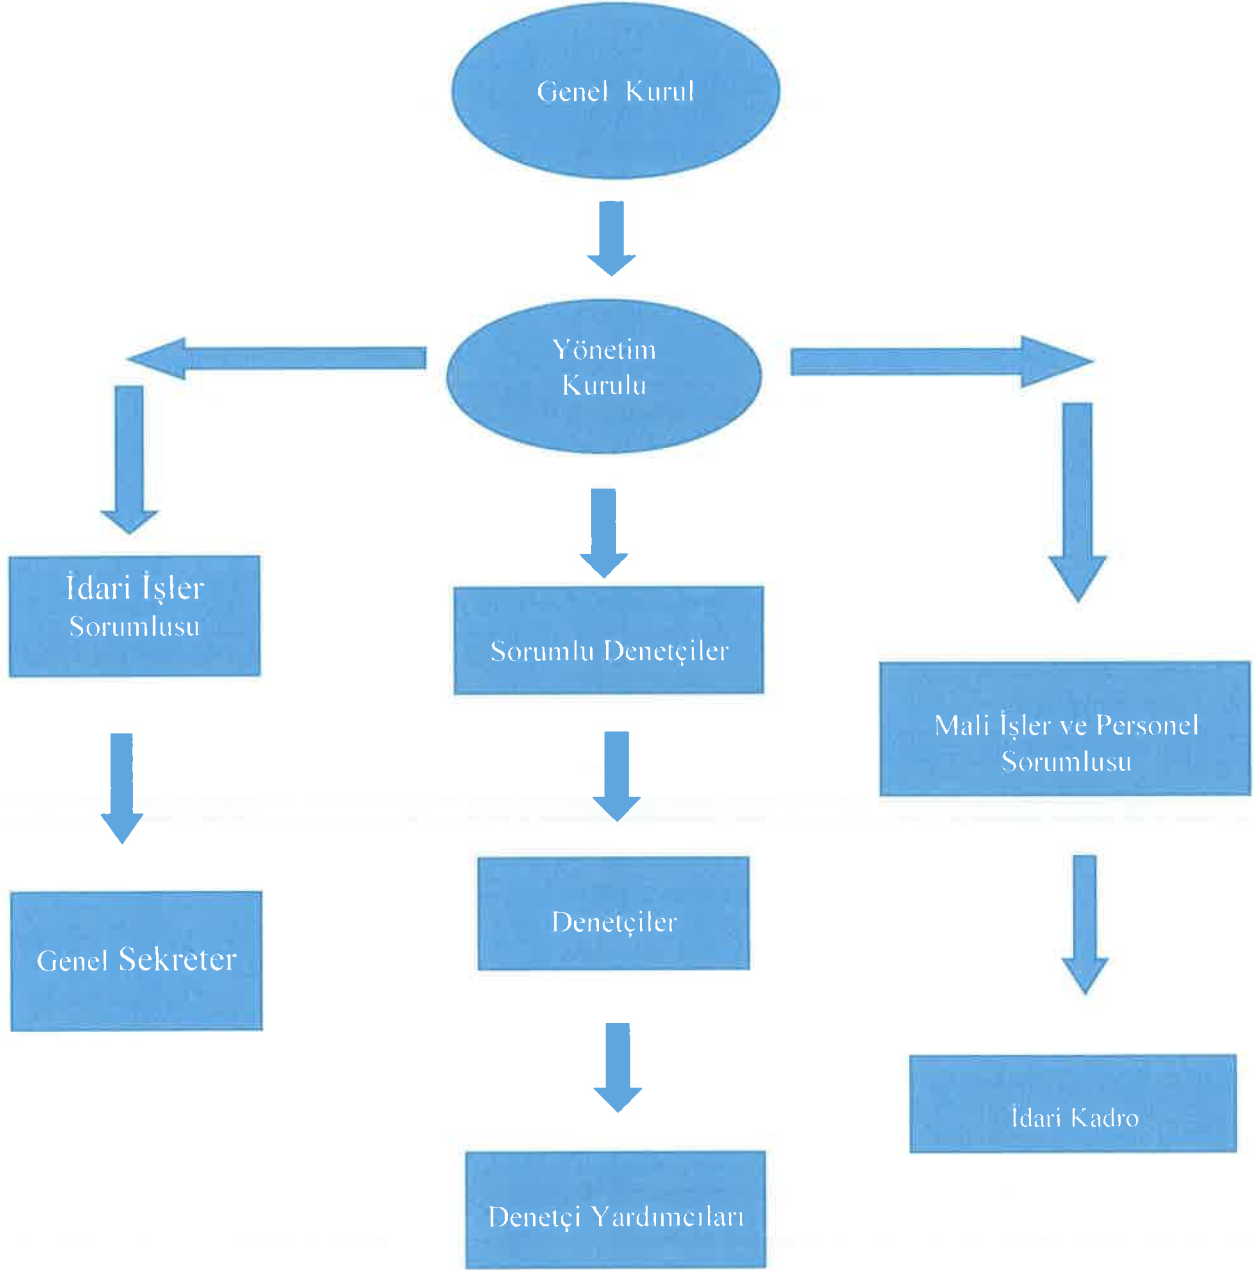 Genel Kurul
Yönetim
Kurulu
İdari İşler
Sorumlusu
Sorumlu Denetçiler
Mali İşler ve Personel
Sorumlusu
Genel Sekreter
Denetçiler
İdari Kadro
Denetçi Yardımcıları